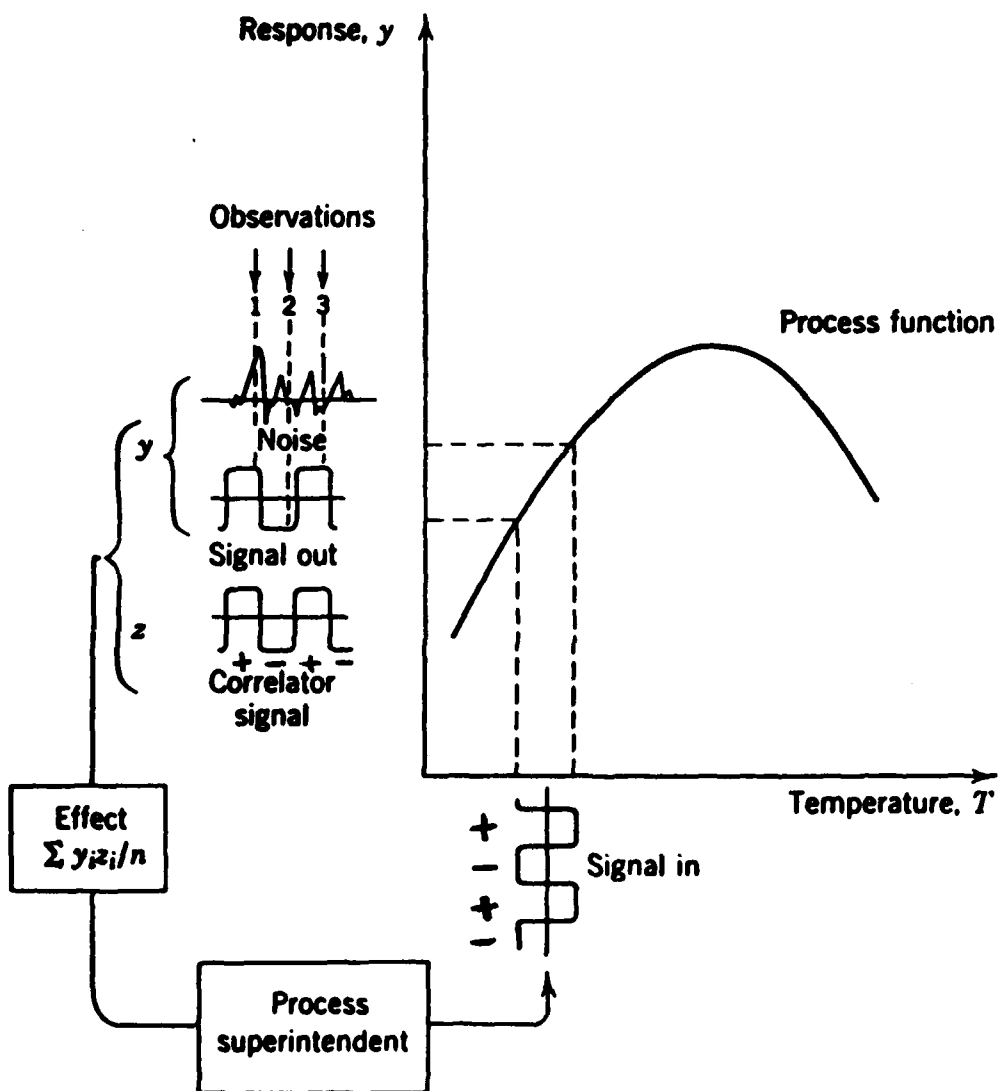 Response, y
Observations
1 2 3
Process function
y
Noise
Signal out
z
+ - + -
Correlator
signal
Temperature, T
Effect
Σ yᵢzᵢ/n
+
-
Signal in
+
-
Process
superintendent